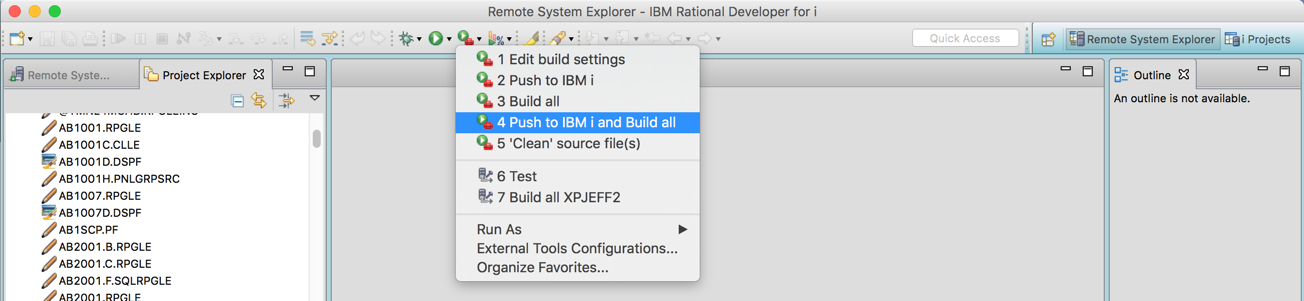 Remote System Explorer - IBM Rational Developer for i
Quick Access
Remote System Explorer
i Projects
Remote Syste...
Project Explorer
AB1001.RPGLE
AB1001C.CLLE
AB1001D.DSPF
AB1001H.PNLGRPSRC
AB1007.RPGLE
AB1007D.DSPF
AB1SCP.PF
AB2001.B.RPGLE
AB2001.C.RPGLE
AB2001.F.SQLRPGLE
AB2001.RPGLE
1 Edit build settings
2 Push to IBM i
3 Build all
4 Push to IBM i and Build all
5 'Clean' source file(s)
6 Test
7 Build all XPJEFF2
Run As
External Tools Configurations...
Organize Favorites...
Outline
An outline is not available.